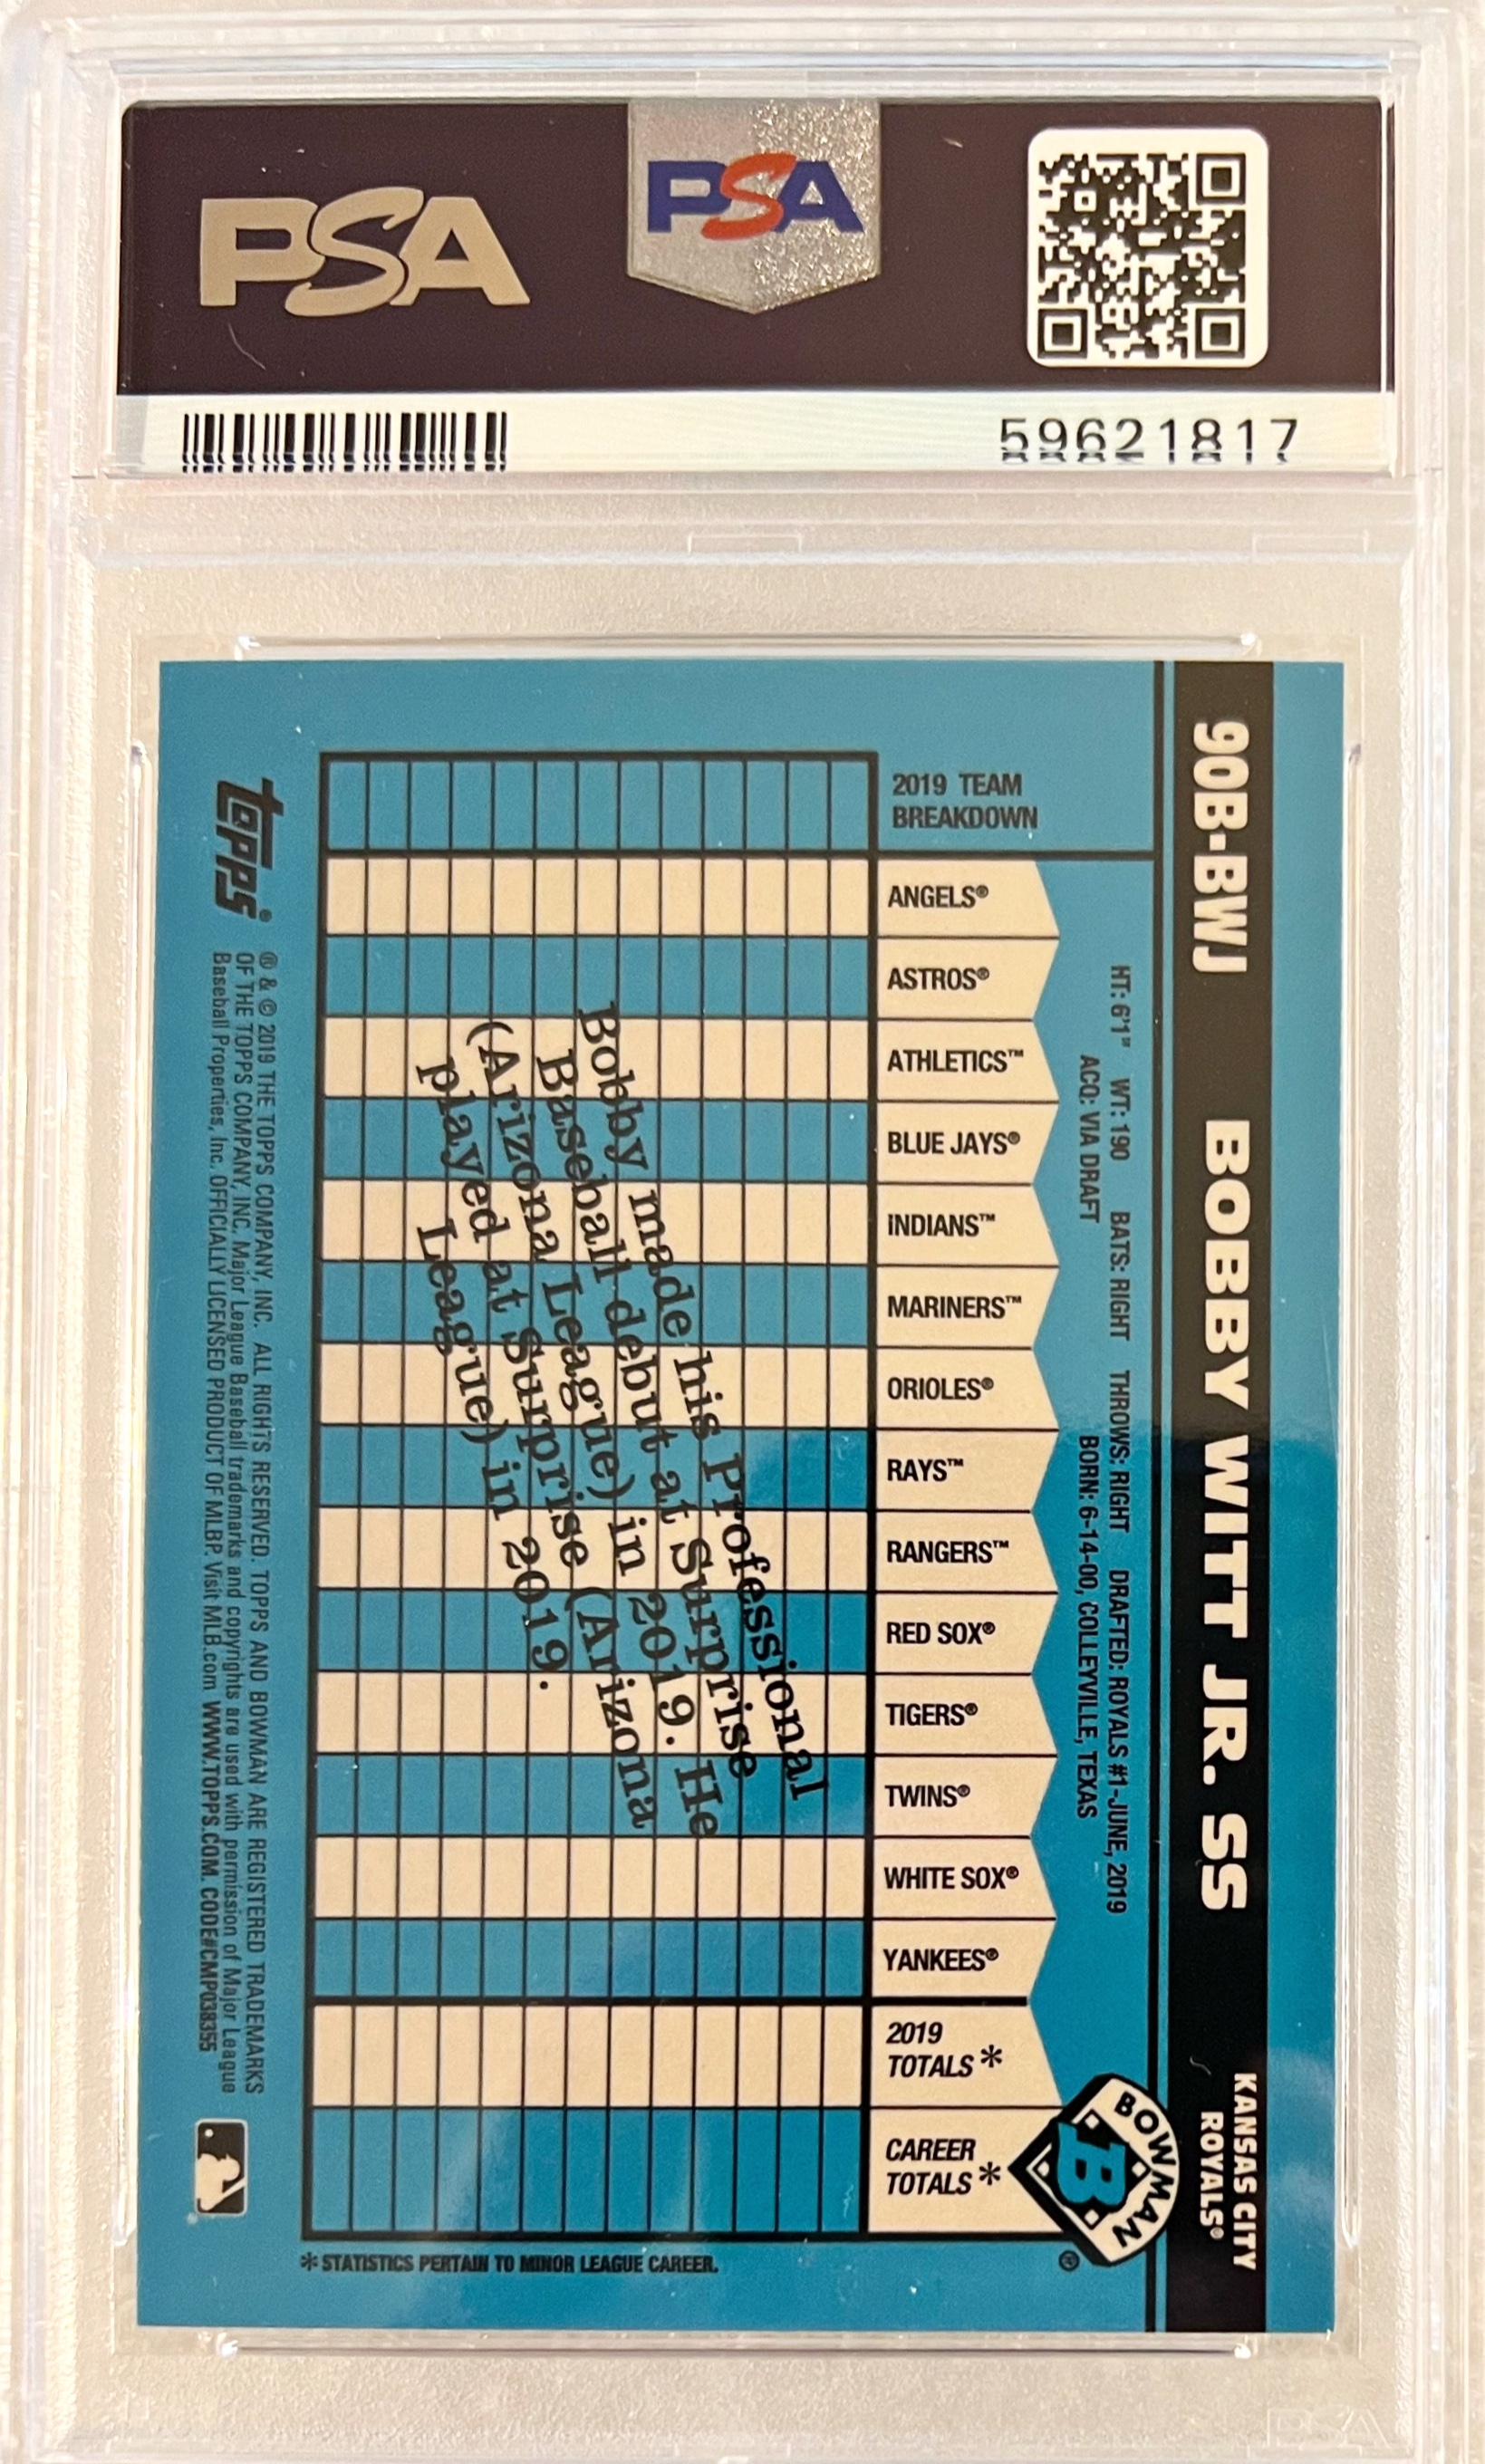 PSA
PSA
59621817
90B-BWJ
BOBBY WITT JR. SS
KANSAS CITY
ROYALS®
HT: 6'1" WT: 190 BATS: RIGHT THROWS: RIGHT DRAFTED: ROYALS #1-JUNE, 2019
ACQ: VIA DRAFT BORN: 6-14-00, COLLEYVILLE, TEXAS
BOWMAN
B
®
2019 TEAM
BREAKDOWN
ANGELS®
ASTROS®
ATHLETICS™
BLUE JAYS®
INDIANS™
MARINERS™
ORIOLES®
RAYS™
RANGERS™
RED SOX®
TIGERS®
TWINS®
WHITE SOX®
YANKEES®
2019
TOTALS *
CAREER
TOTALS *
Bobby made his Professional
Baseball debut at Surprise
(Arizona League) in 2019. He
played at Surprise (Arizona
League) in 2019.
* STATISTICS PERTAIN TO MINOR LEAGUE CAREER.
topps®
® & © 2019 THE TOPPS COMPANY, INC. ALL RIGHTS RESERVED. TOPPS AND BOWMAN ARE REGISTERED TRADEMARKS
OF THE TOPPS COMPANY, INC. Major League Baseball trademarks and copyrights are used with permission of Major League
Baseball Properties, Inc. OFFICIALLY LICENSED PRODUCT OF MLBP. Visit MLB.com WWW.TOPPS.COM. CODE#CMP038355
PSA